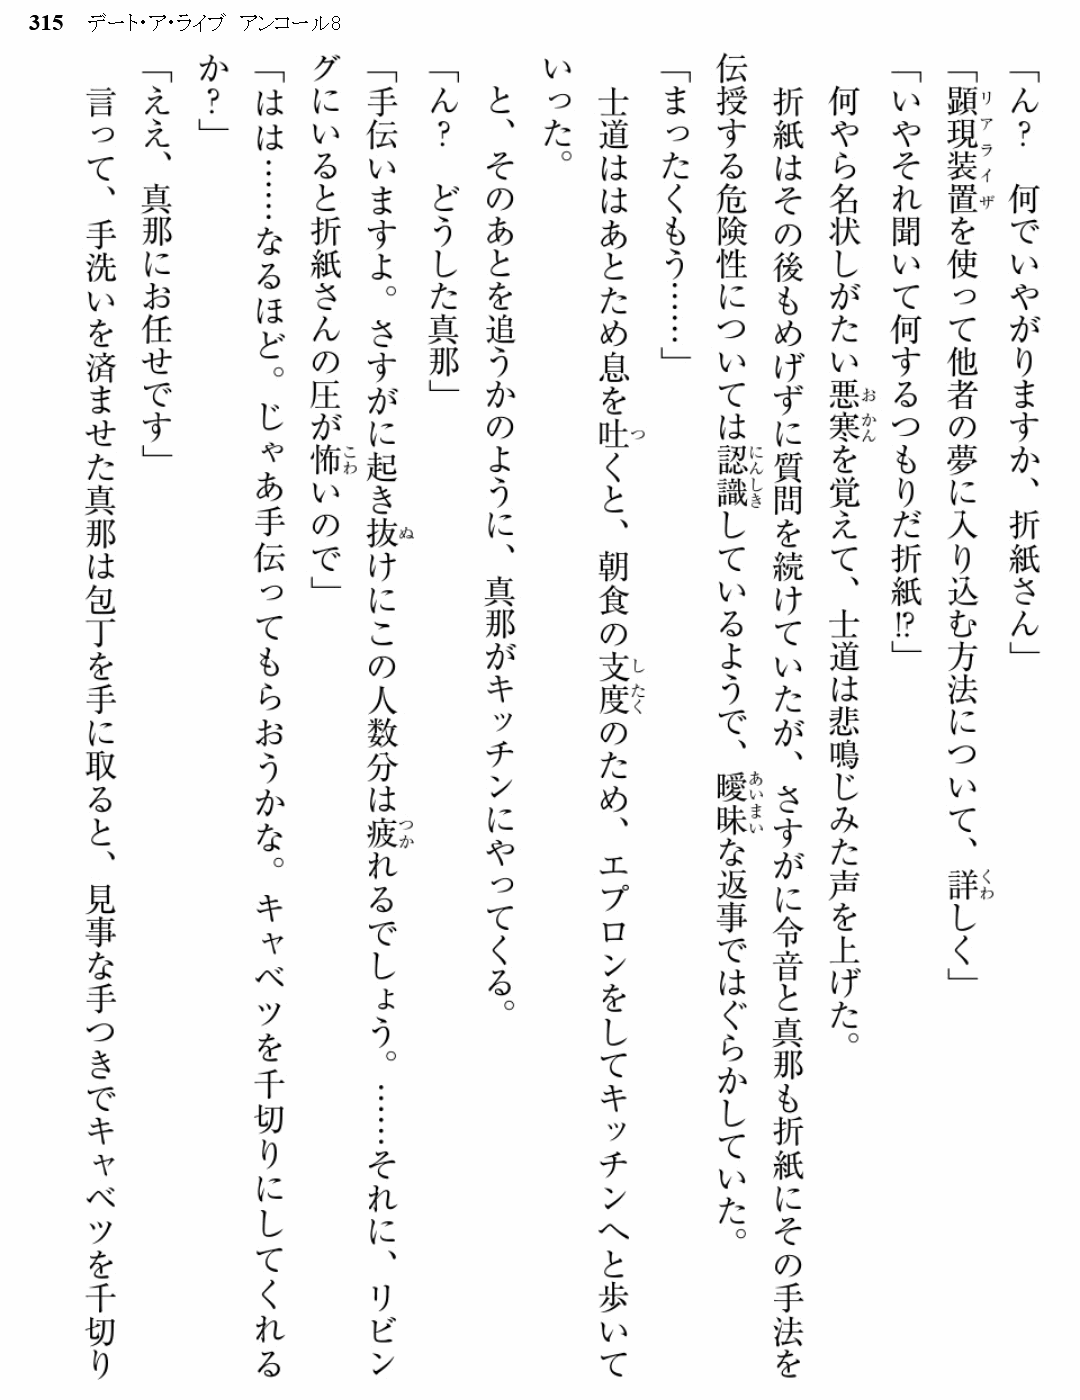 315 デート・ア・ライブ アンコール8
「ん？　何でいやがりますか、折紙さん」
「顕現装置を使って他者の夢に入り込む方法について、詳しく」
「いやそれ聞いて何するつもりだ折紙!?」
　何やら名状しがたい悪寒を覚えて、士道は悲鳴じみた声を上げた。
　折紙はその後もめげずに質問を続けていたが、さすがに令音と真那も折紙にその手法を
伝授する危険性については認識しているようで、曖昧な返事ではぐらかしていた。
「まったくもう……」
　士道ははあとため息を吐くと、朝食の支度のため、エプロンをしてキッチンへと歩いて
いった。
　と、そのあとを追うかのように、真那がキッチンにやってくる。
「ん？　どうした真那」
「手伝いますよ。さすがに起き抜けにこの人数分は疲れるでしょう。……それに、リビン
グにいると折紙さんの圧が怖いので」
「はは……なるほど。じゃあ手伝ってもらおうかな。キャベツを千切りにしてくれる
か？」
「ええ、真那にお任せです」
　言って、手洗いを済ませた真那は包丁を手に取ると、見事な手つきでキャベツを千切り